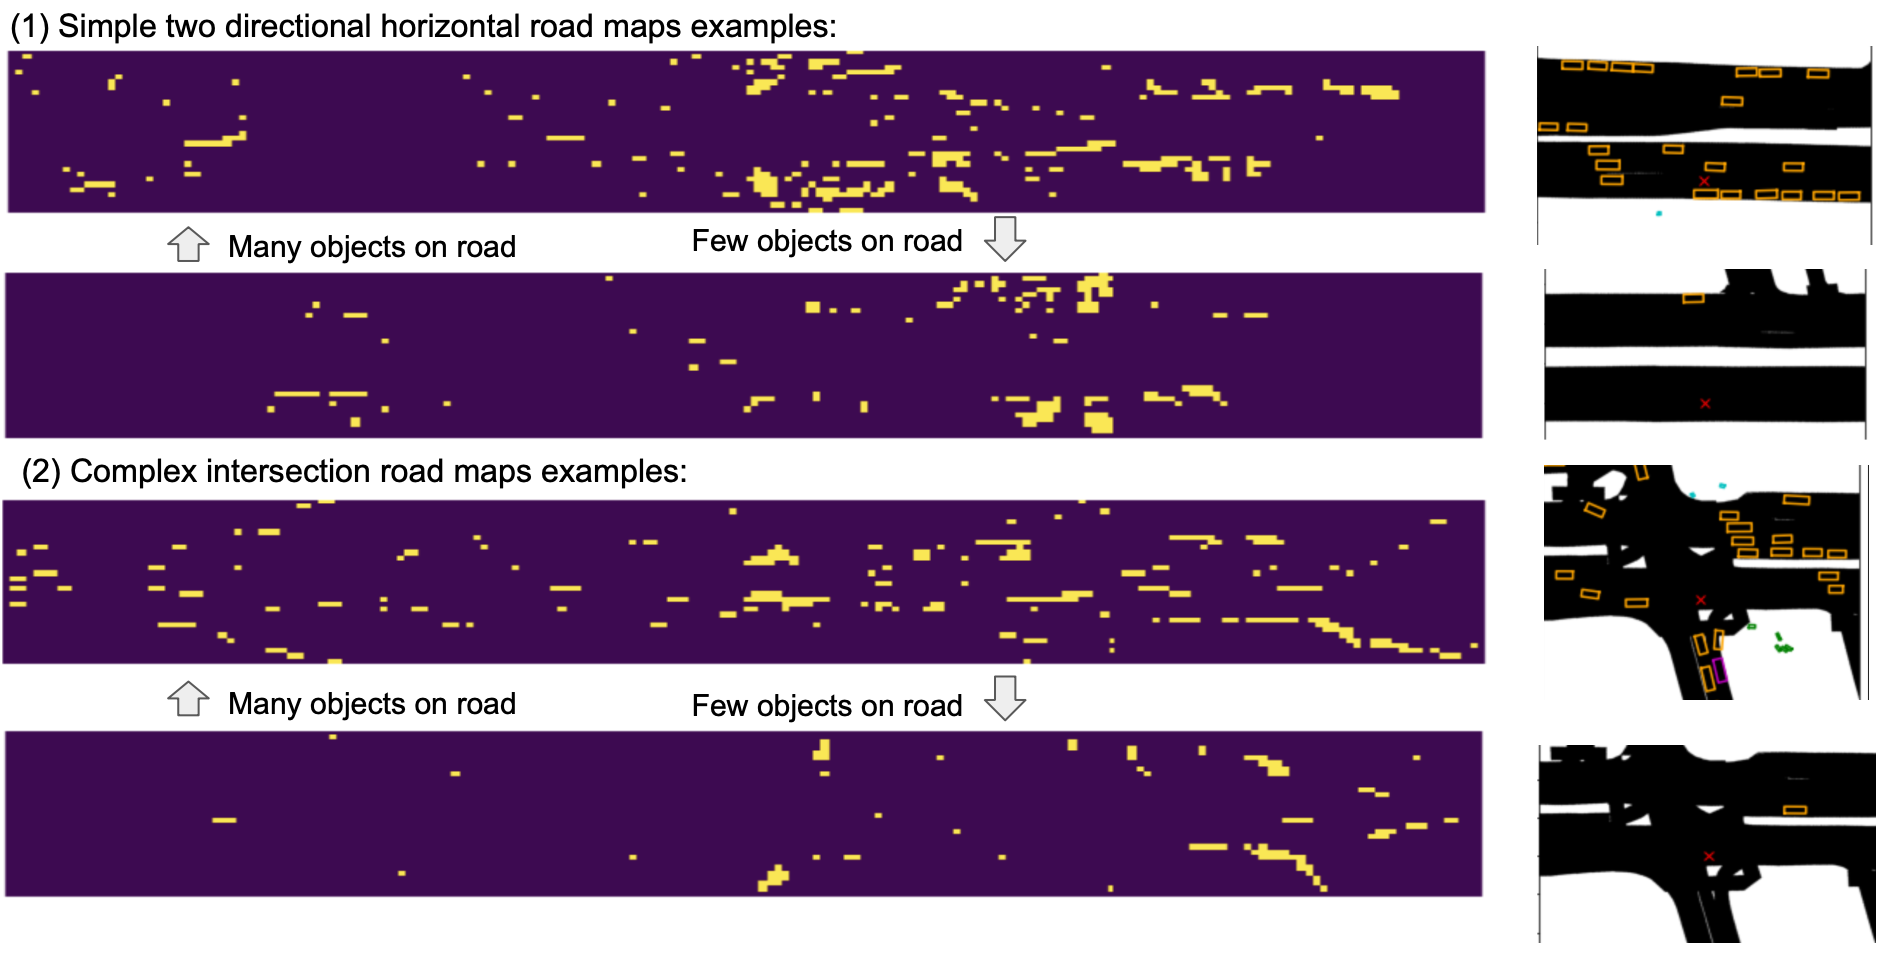 (1) Simple two directional horizontal road maps examples:
Many objects on road
Few objects on road
(2) Complex intersection road maps examples:
Many objects on road
Few objects on road